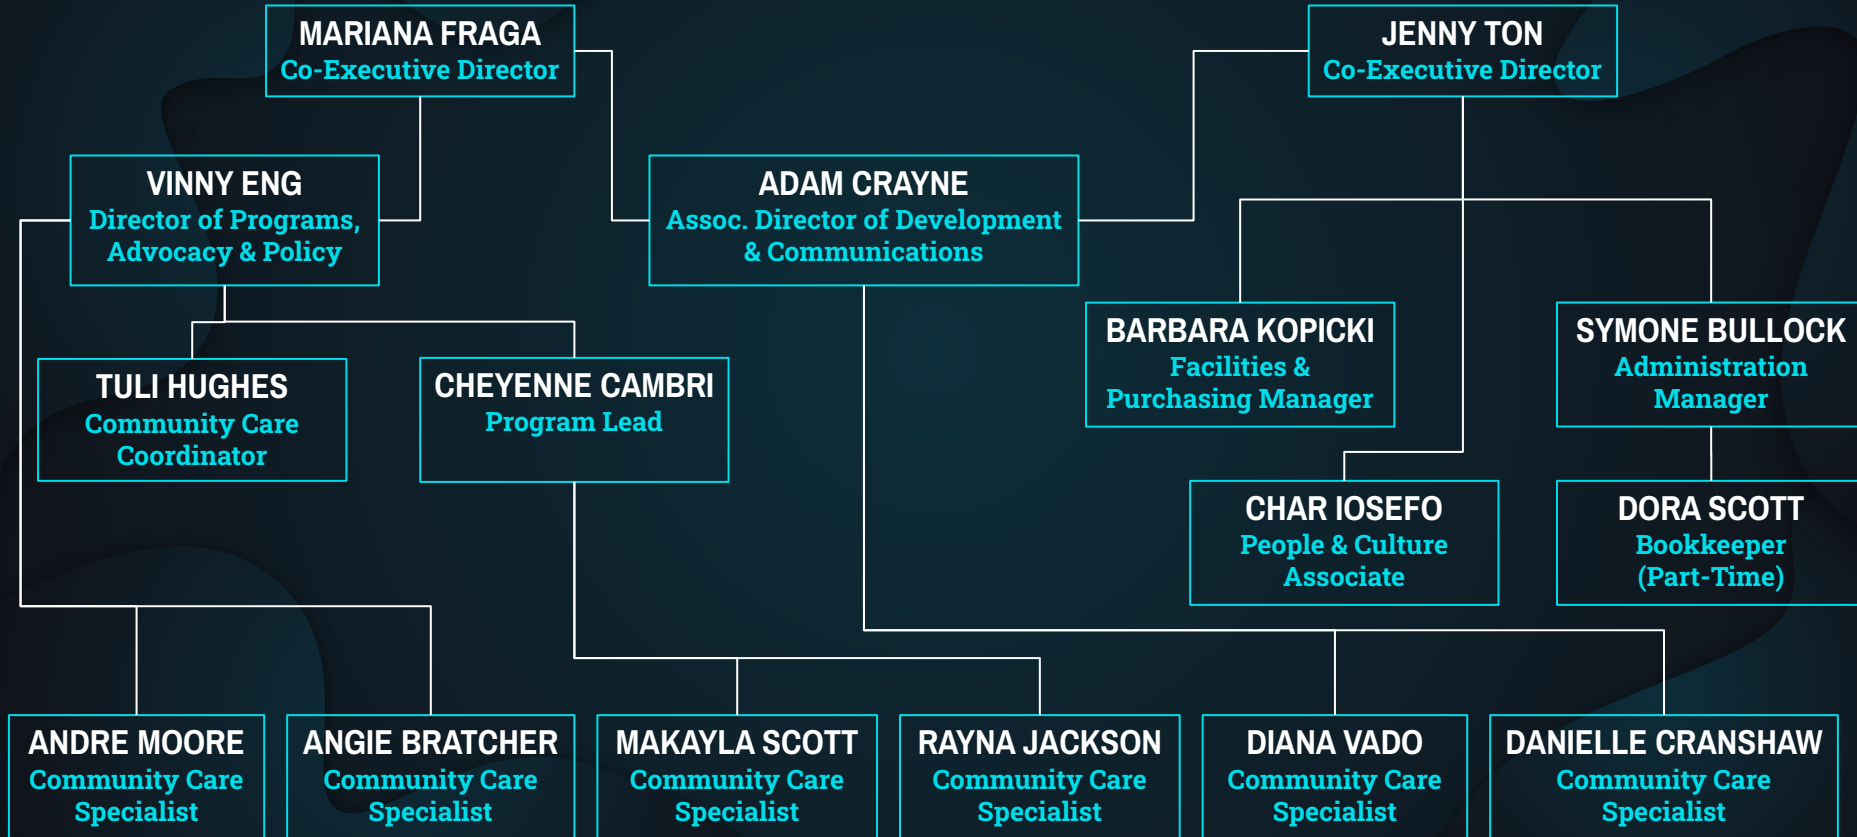 MARIANA FRAGA
Co-Executive Director
JENNY TON
Co-Executive Director
VINNY ENG
Director of Programs,
Advocacy & Policy
ADAM CRAYNE
Assoc. Director of Development
& Communications
BARBARA KOPICKI
Facilities &
Purchasing Manager
SYMONE BULLOCK
Administration
Manager
TULI HUGHES
Community Care
Coordinator
CHEYENNE CAMBRI
Program Lead
CHAR IOSEFO
People & Culture
Associate
DORA SCOTT
Bookkeeper
(Part-Time)
ANDRE MOORE
Community Care
Specialist
ANGIE BRATCHER
Community Care
Specialist
MAKAYLA SCOTT
Community Care
Specialist
RAYNA JACKSON
Community Care
Specialist
DIANA VADO
Community Care
Specialist
DANIELLE CRANSHAW
Community Care
Specialist